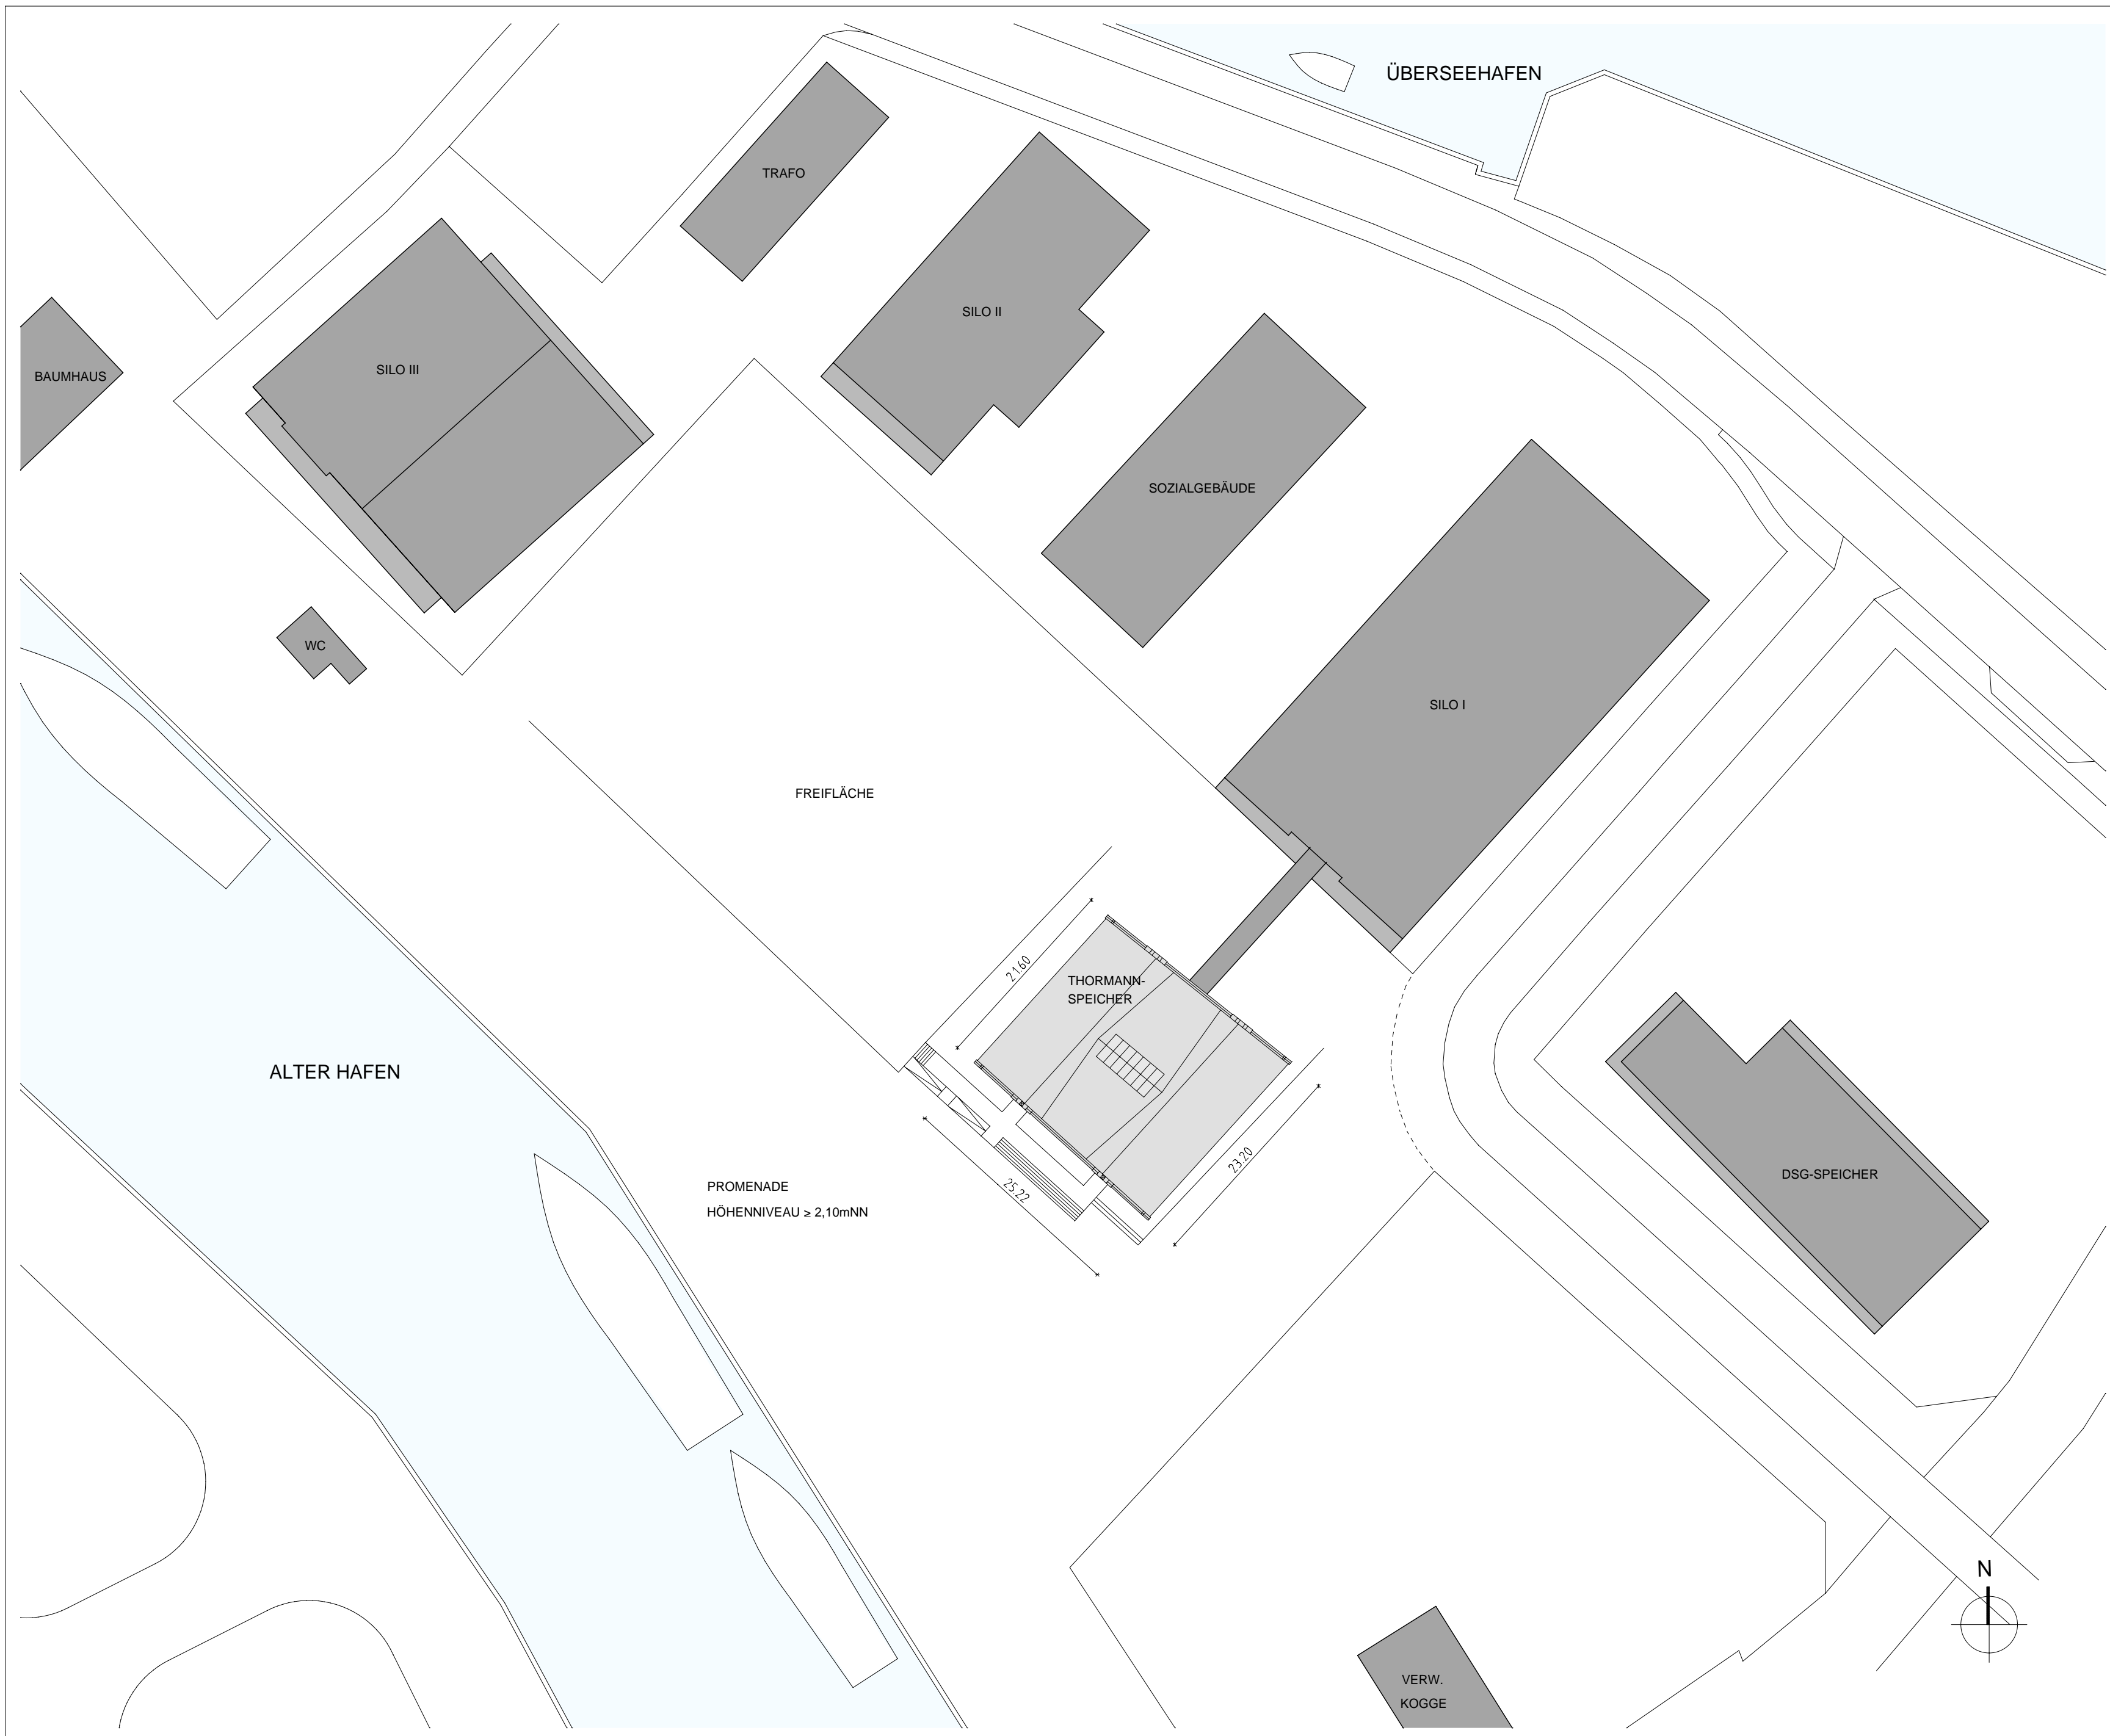 ÜBERSEEHAFEN
TRAFO
SILO II
SILO III
BAUMHAUS
SOZIALGEBÄUDE
WC
SILO I
FREIFLÄCHE
21.60
THORMANN-
SPEICHER
ALTER HAFEN
23.20
25.22
PROMENADE
HÖHENNIVEAU ≥ 2,10mNN
DSG-SPEICHER
N
VERW.
KOGGE